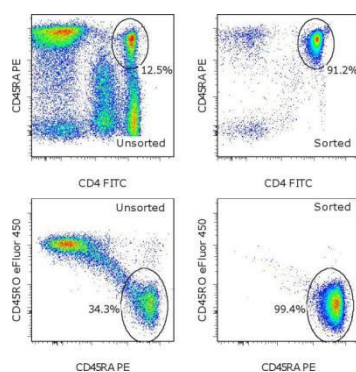 CD45RA PE
12.5%
Unsorted
CD4 FITC
CD45RA PE
91.2%
Sorted
CD4 FITC
CD45RO eFluor 450
Unsorted
34.3%
CD45RA PE
CD45RO eFluor 450
Sorted
99.4%
CD45RA PE